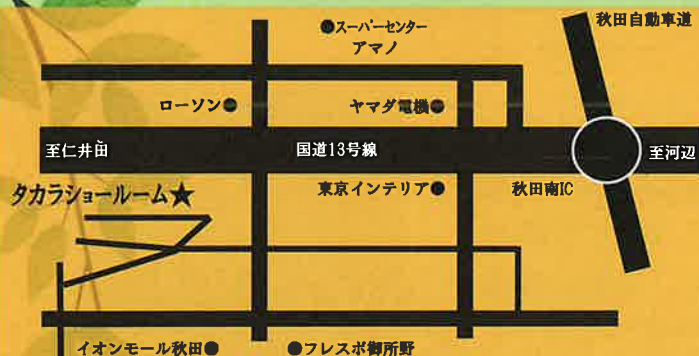 秋田自動車道
●スーパーセンター
アマノ
ローソン●
ヤマダ電機●
至仁井田
国道13号線
至河辺
タカラショールーム★
東京インテリア●
秋田南IC
イオンモール秋田●
●フレスポ御所野